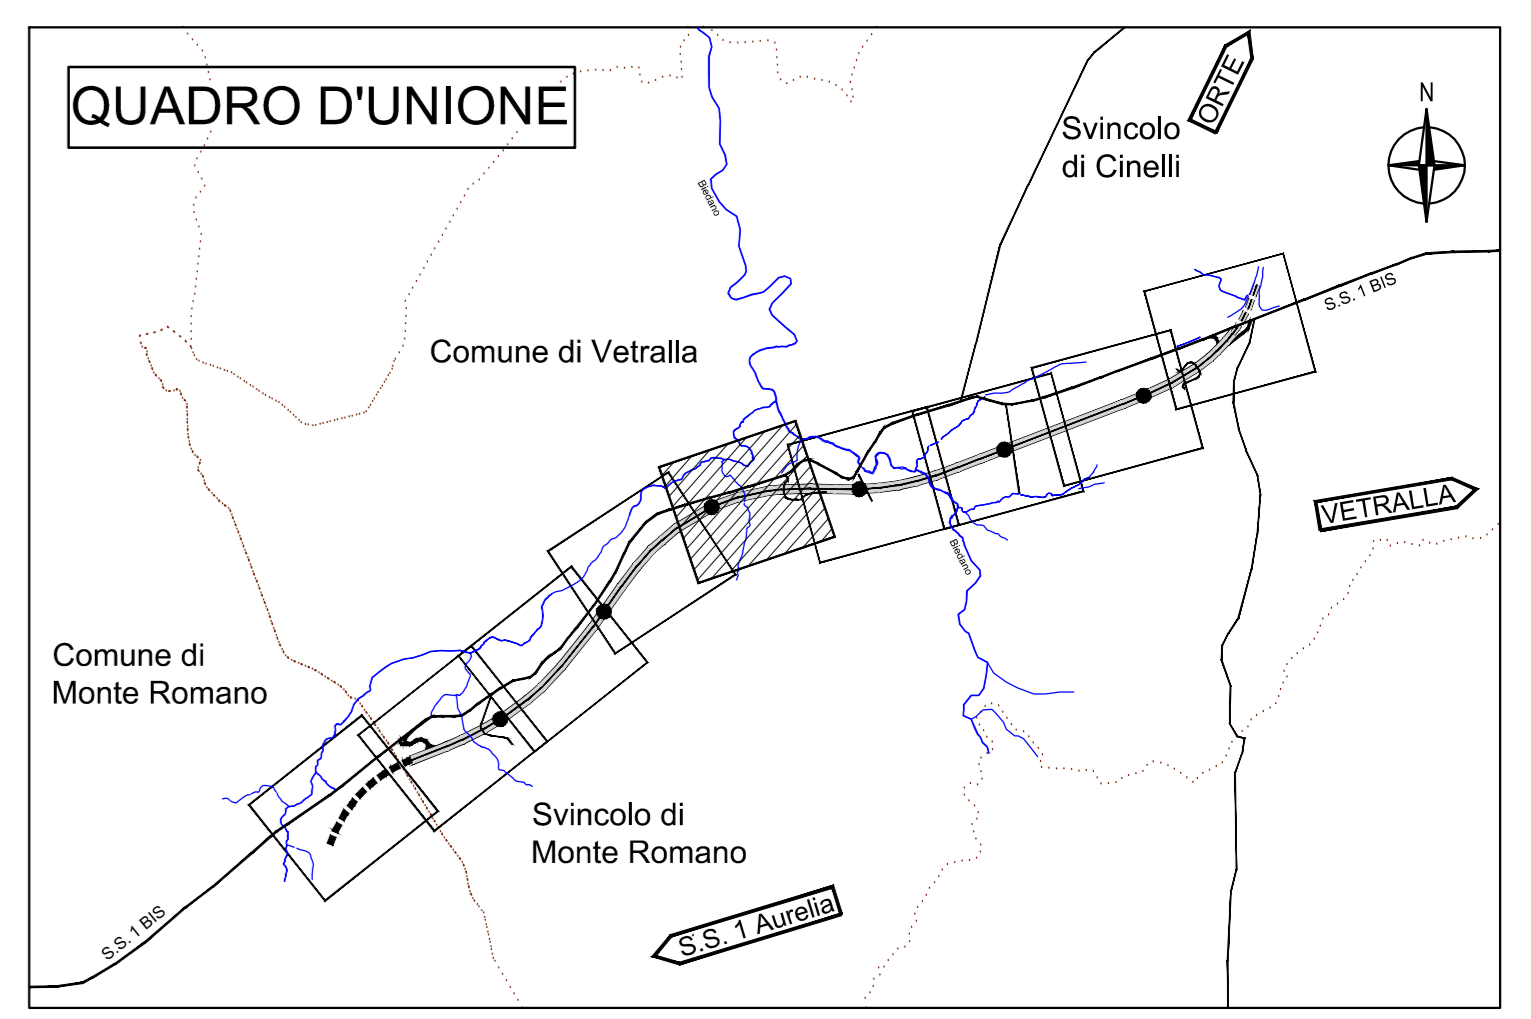 QUADRO D'UNIONE
ORTE
N
Svincolo
di Cinelli
Biedano
S.S. 1 BIS
Comune di Vetralla
VETRALLA
Biedano
Comune di
Monte Romano
Svincolo di
Monte Romano
S.S. 1 Aurelia
S.S. 1 BIS